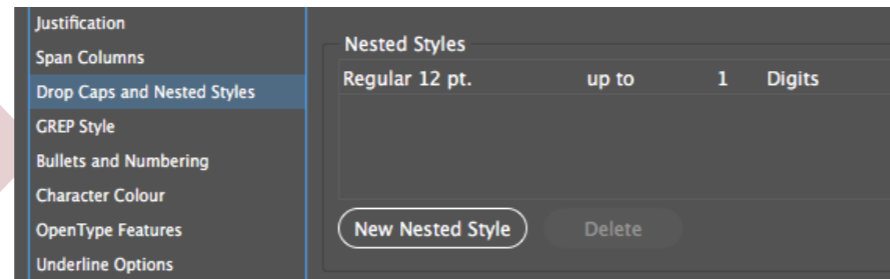 Justification
Span Columns
Drop Caps and Nested Styles
GREP Style
Bullets and Numbering
Character Colour
OpenType Features
Underline Options
Nested Styles
Regular 12 pt. up to 1 Digits
New Nested Style Delete